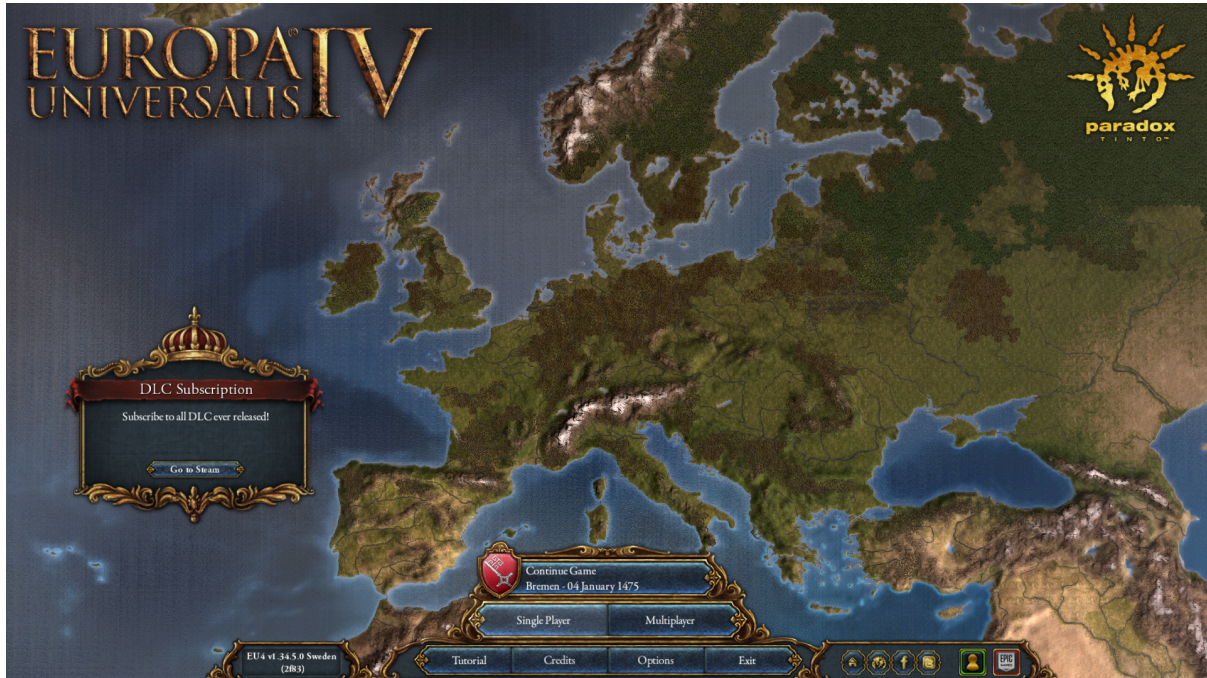 EUROPA
UNIVERSALIS IV
paradox
TINTO
DLC Subscription
Subscribe to all DLC ever released!
Go to Steam
Continue Game
Bremen - 04 January 1475
Single Player
Multiplayer
EU4 v1.34.5.0 Sweden
(2f83)
Tutorial
Credits
Options
Exit
EPIC